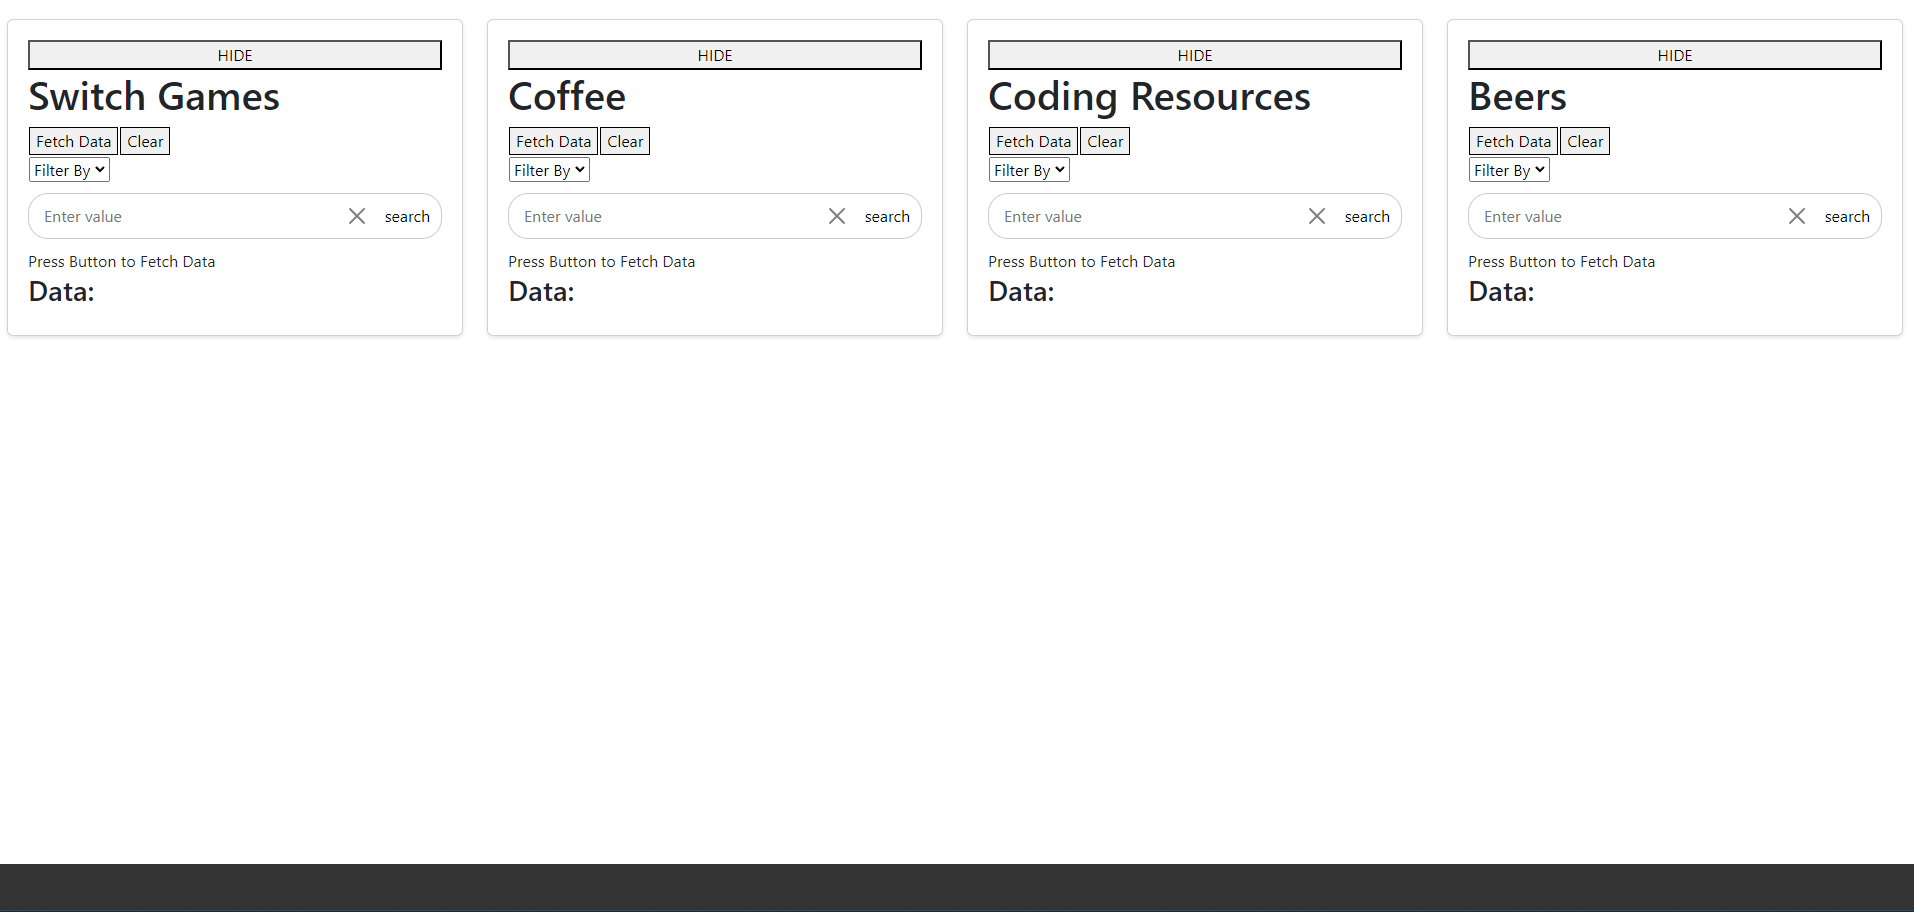 HIDE
Switch Games
Fetch Data Clear
Filter By
Enter value search
Press Button to Fetch Data
Data:
HIDE
Coffee
Fetch Data Clear
Filter By
Enter value search
Press Button to Fetch Data
Data:
HIDE
Coding Resources
Fetch Data Clear
Filter By
Enter value search
Press Button to Fetch Data
Data:
HIDE
Beers
Fetch Data Clear
Filter By
Enter value search
Press Button to Fetch Data
Data: